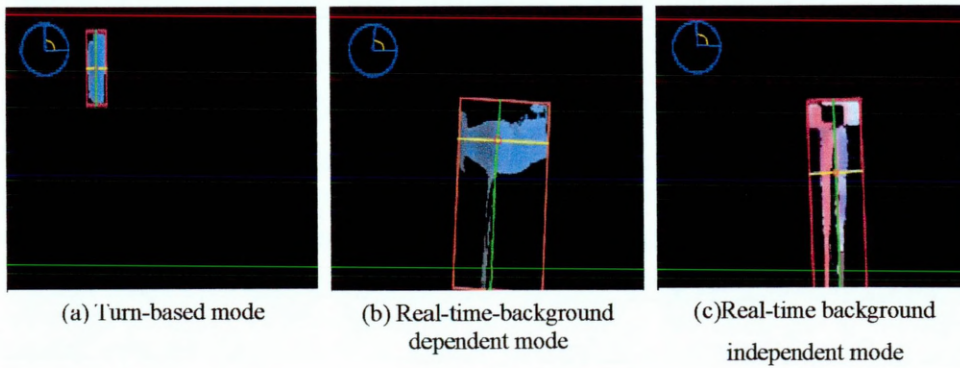 (a) Turn-based mode
(b) Real-time-background
dependent mode
(c)Real-time background
independent mode